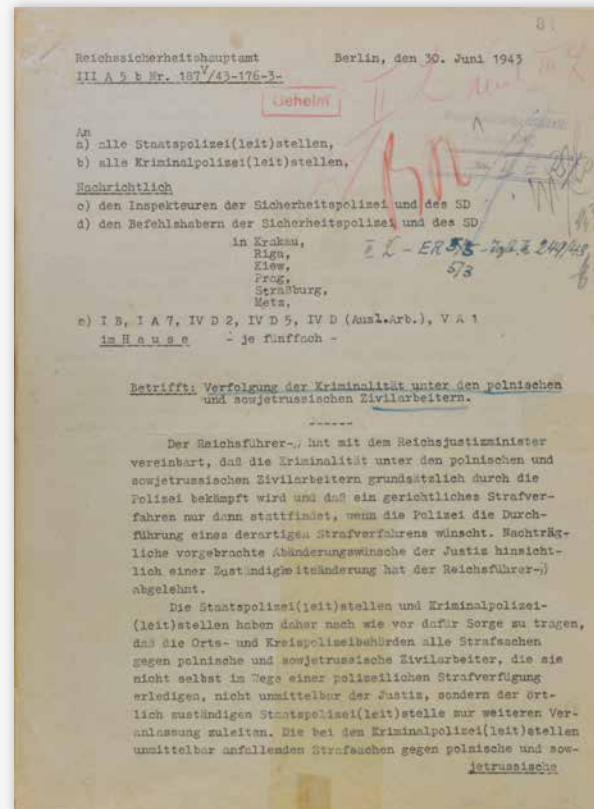 81
Reichssicherheitshauptamt Berlin, den 30. Juni 1943
III A 5 b Nr. 187 V/43-176-3-
Geheim
An
a) alle Staatspolizei(leit)stellen,
b) alle Kriminalpolizei(leit)stellen,
Nachrichtlich
c) den Inspekteuren der Sicherheitspolizei und des SD
d) den Befehlshabern der Sicherheitspolizei und des SD
in Krakau,
Riga,
Kiew,
Prag,
Straßburg,
Metz,
e) I B, I A 7, IV D 2, IV D 5, IV D (Ausl.Arb.), V A 1
im Hause - je fünffach -
Betrifft: Verfolgung der Kriminalität unter den polnischen
und sowjetrussischen Zivilarbeitern.
------
Der Reichsführer-SS hat mit dem Reichsjustizminister
vereinbart, daß die Kriminalität unter den polnischen und
sowjetrussischen Zivilarbeitern grundsätzlich durch die
Polizei bekämpft wird und daß ein gerichtliches Strafver-
fahren nur dann stattfindet, wenn die Polizei die Durch-
führung eines derartigen Strafverfahrens wünscht. Nachträg-
liche vorgebrachte Abänderungswünsche der Justiz hinsicht-
lich einer Zuständigkeitsänderung hat der Reichsführer-SS
abgelehnt.
Die Staatspolizei(leit)stellen und Kriminalpolizei-
(leit)stellen haben daher nach wie vor dafür Sorge zu tragen,
daß die Orts- und Kreispolizeibehörden alle Strafsachen
gegen polnische und sowjetrussische Zivilarbeiter, die sie
nicht selbst im Wege einer polizeilichen Strafverfügung
erledigen, nicht unmittelbar der Justiz, sondern der ört-
lich zuständigen Staatspolizei(leit)stelle zur weiteren Ver-
anlassung zuleiten. Die bei den Kriminalpolizei(leit)stellen
unmittelbar anfallenden Strafsachen gegen polnische und sow-
jetrussische